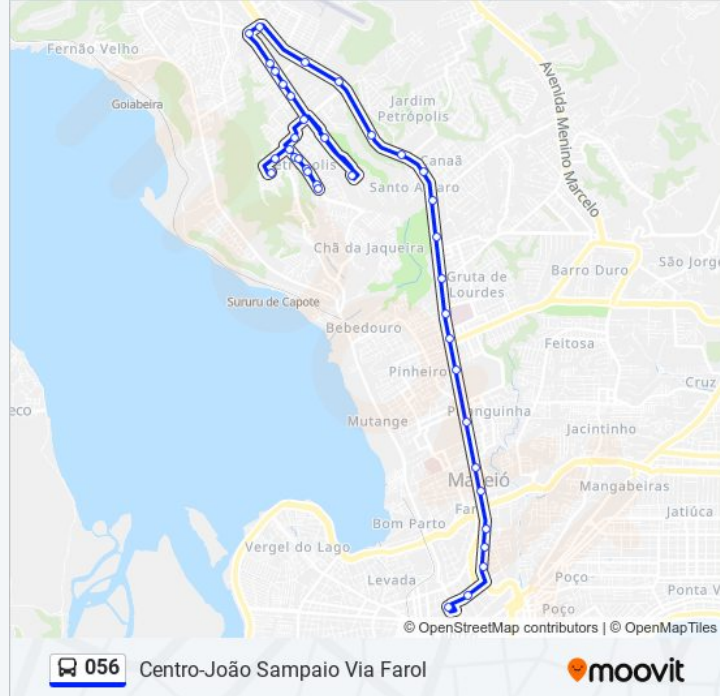 Fernão Velho
Goiabeira
Avenida Menino Marcelo
Jardim
Petrópolis
Canaã
Santo A
aro
Chã da Jaqueira
São Jorge
Barro Duro
Gruta de
Lourdes
Sururu de Capote
Bebedouro
Feitosa
Pinheiro
Cruz
eco
Mutange
Jacintinho
Mangabeiras
Jatiúca
Bom Parto
Vergel do Lago
Levada
Poço
Ponta V
Poço
© OpenStreetMap contributors | © OpenMapTiles
056 Centro-João Sampaio Via Farol
moovit